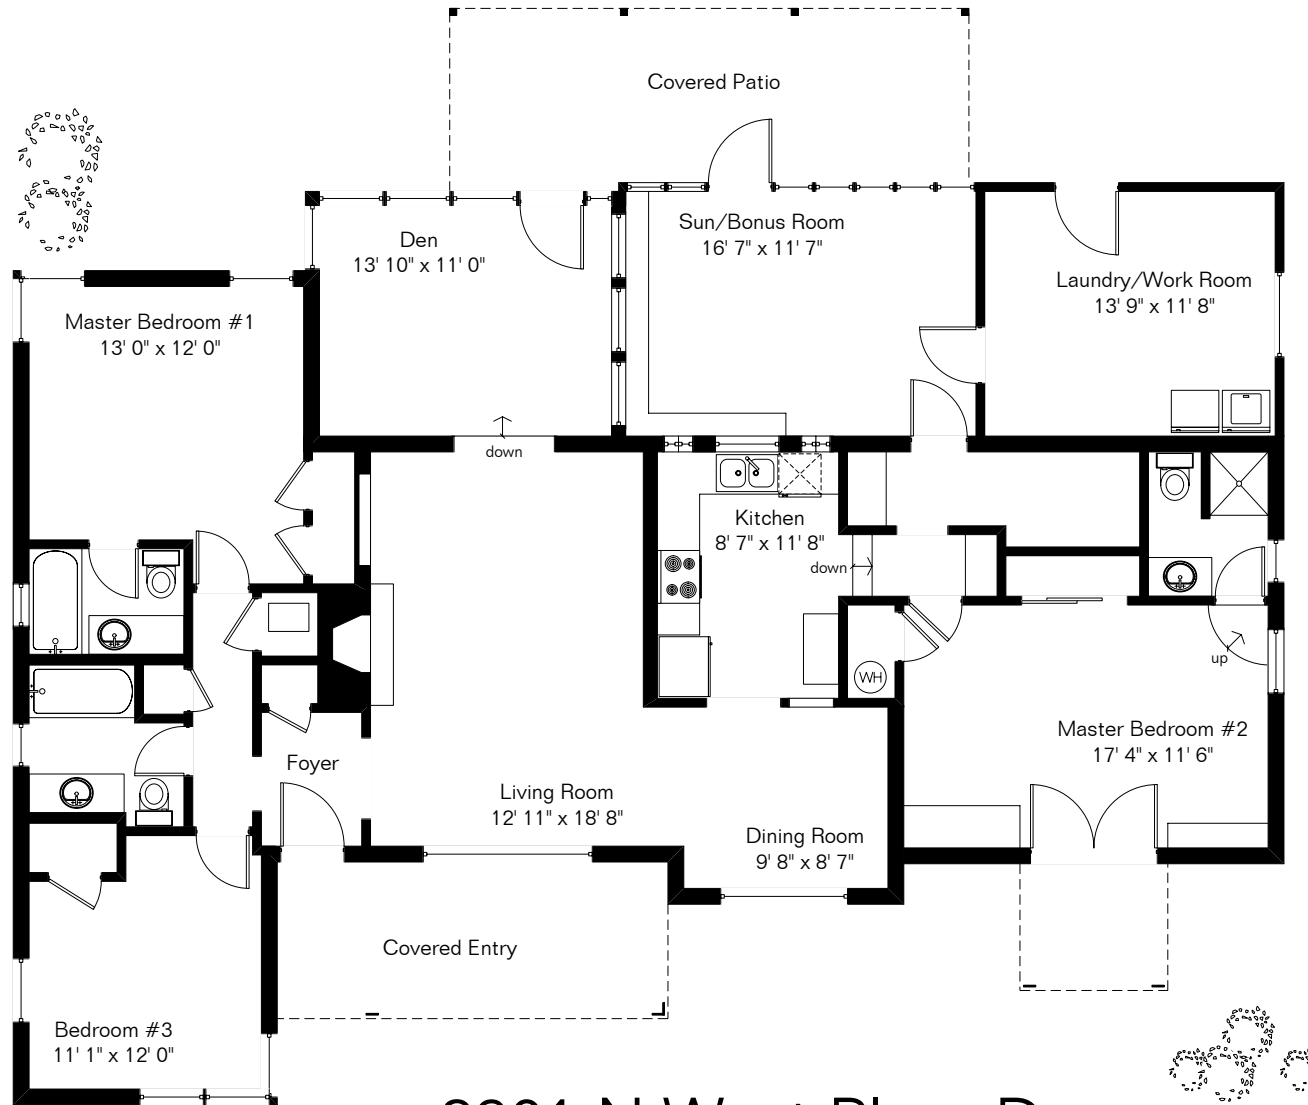 Covered Patio
Sun/Bonus Room
16' 7" x 11' 7"
Den
13' 10" x 11' 0"
Laundry/Work Room
13' 9" x 11' 8"
Master Bedroom #1
13' 0" x 12' 0"
down
Kitchen
8' 7" x 11' 8"
down
up
WH
Master Bedroom #2
17' 4" x 11' 6"
Foyer
Living Room
12' 11" x 18' 8"
Dining Room
9' 8" x 8' 7"
Covered Entry
Bedroom #3
11' 1" x 12' 0"